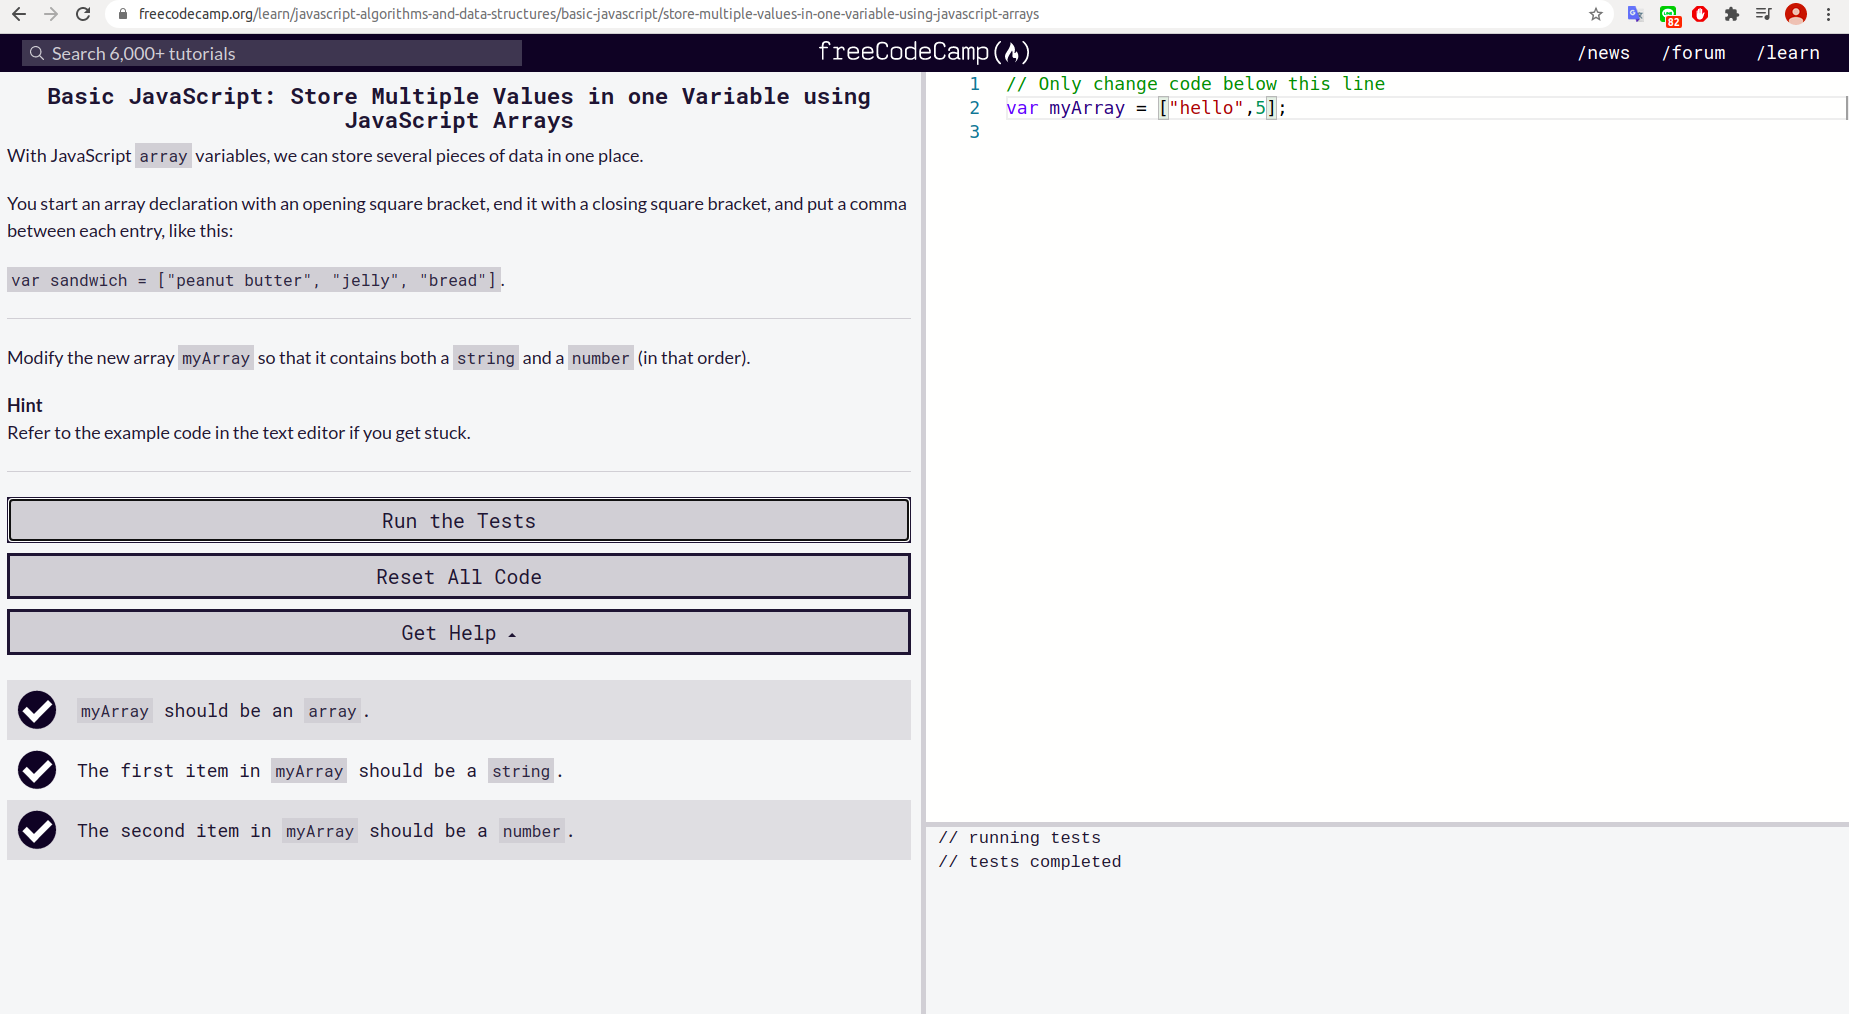 freecodecamp.org/learn/javascript-algorithms-and-data-structures/basic-javascript/store-multiple-values-in-one-variable-using-javascript-arrays
82
Search 6,000+ tutorials
freeCodeCamp(🔥)
/news /forum /learn
Basic JavaScript: Store Multiple Values in one Variable using
JavaScript Arrays
With JavaScript array variables, we can store several pieces of data in one place.
You start an array declaration with an opening square bracket, end it with a closing square bracket, and put a comma
between each entry, like this:
var sandwich = ["peanut butter", "jelly", "bread"].
Modify the new array myArray so that it contains both a string and a number (in that order).
Hint
Refer to the example code in the text editor if you get stuck.
Run the Tests
Reset All Code
Get Help
myArray should be an array.
The first item in myArray should be a string.
The second item in myArray should be a number.
1 // Only change code below this line
2 var myArray = ["hello",5];
3
// running tests
// tests completed